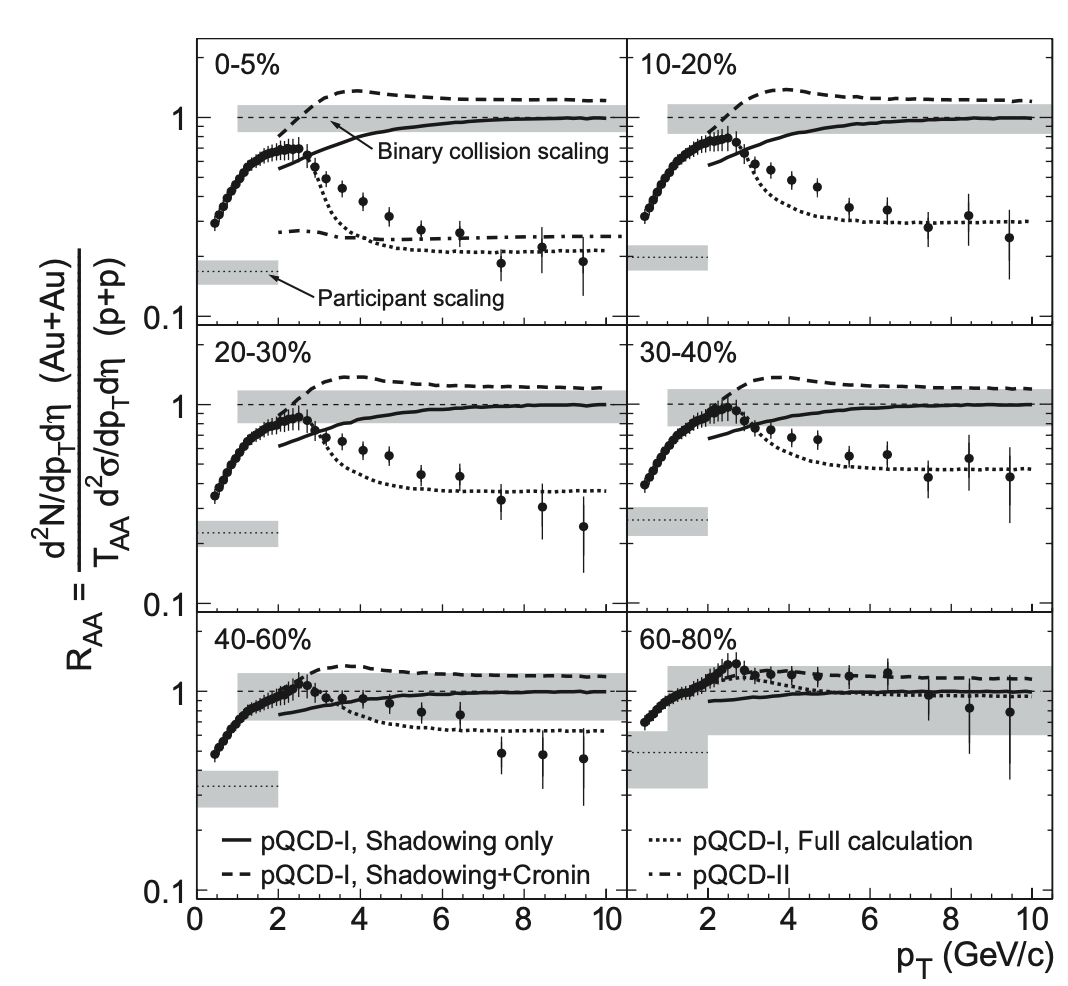 R_AA = d²N/dp_T dη (Au+Au)
T_AA d²σ/dp_T dη (p+p)
0-5%
10-20%
1
Binary collision scaling
Participant scaling
0.1
20-30%
30-40%
1
0.1
40-60%
60-80%
1
pQCD-I, Shadowing only
pQCD-I, Shadowing+Cronin
pQCD-I, Full calculation
pQCD-II
0.1
0 2 4 6 8 10 2 4 6 8 10
p_T (GeV/c)